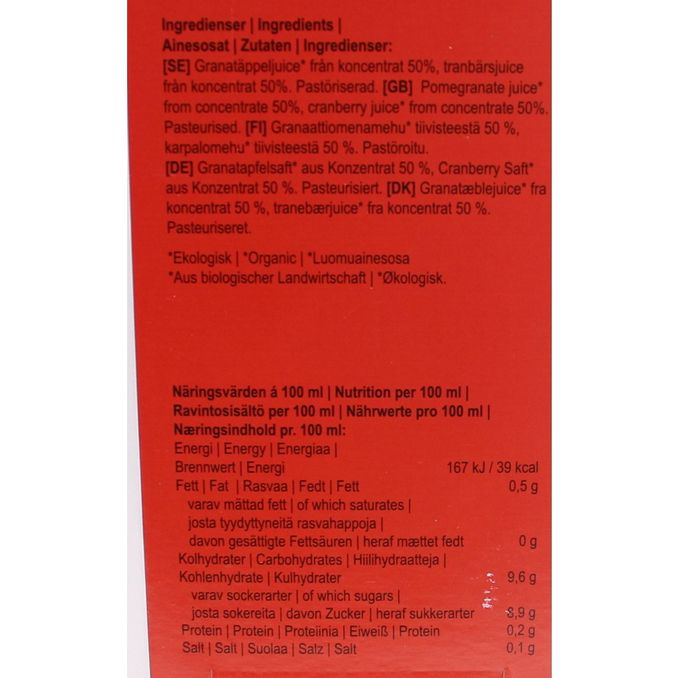 Ingredienser | Ingredients |
Ainesosat | Zutaten | Ingredienser:
[SE] Granatäppeljuice* från koncentrat 50%, tranbärsjuice
från koncentrat 50%. Pastöriserad. [GB] Pomegranate juice*
from concentrate 50%, cranberry juice* from concentrate 50%.
Pasteurised. [FI] Granaattiomenamehu* tiivisteestä 50 %,
karpalomehu* tiivisteestä 50 %. Pastöroitu.
[DE] Granatapfelsaft* aus Konzentrat 50 %, Cranberry Saft*
aus Konzentrat 50 %. Pasteurisiert. [DK] Granatæblejuice* fra
koncentrat 50 %, tranebærjuice* fra koncentrat 50 %.
Pasteuriseret.
*Ekologisk | *Organic | *Luomuainesosa
*Aus biologischer Landwirtschaft | *Økologisk.
Näringsvärden á 100 ml | Nutrition per 100 ml |
Ravintosisältö per 100 ml | Nährwerte pro 100 ml |
Næringsindhold pr. 100 ml:
Energi | Energy | Energiaa |
Brennwert | Energi 167 kJ / 39 kcal
Fett | Fat | Rasvaa | Fedt | Fett 0,5 g
varav mättad fett | of which saturates |
josta tyydyttyneitä rasvahappoja |
davon gesättigte Fettsäuren | heraf mættet fedt 0 g
Kolhydrater | Carbohydrates | Hiilihydraatteja |
Kohlenhydrate | Kulhydrater 9,6 g
varav sockerarter | of which sugars |
josta sokereita | davon Zucker | heraf sukkerarter 8,9 g
Protein | Protein | Proteiinia | Eiweiß | Protein 0,2 g
Salt | Salt | Suolaa | Salz | Salt 0,1 g